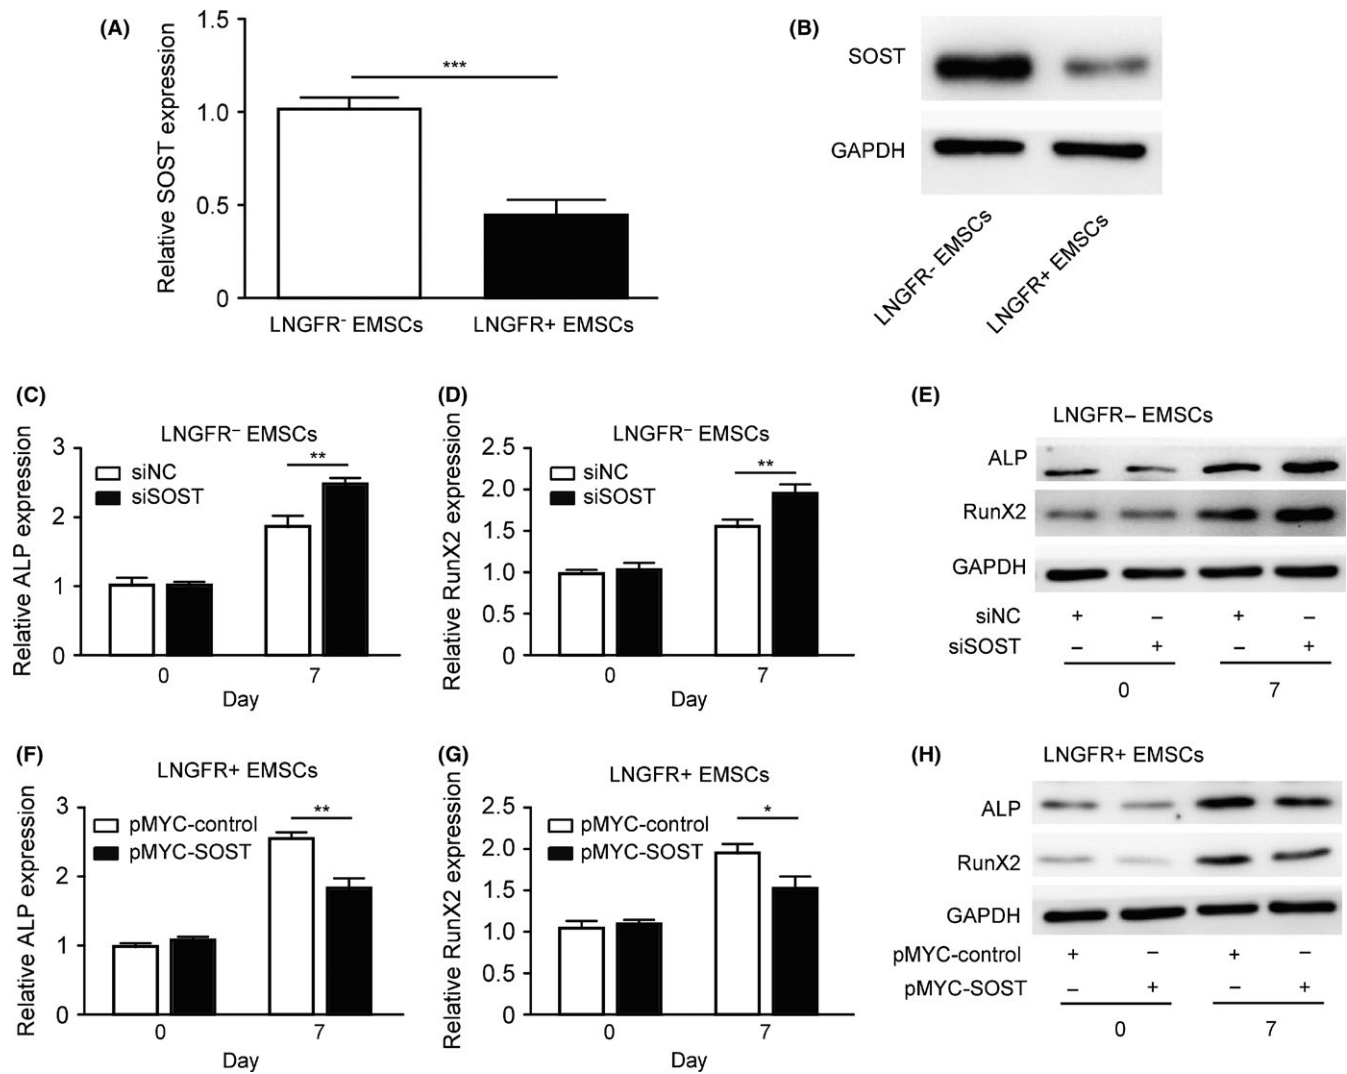 (A)
Relative SOST expression
1.5
1.0
0.5
0
***
LNGFR⁻ EMSCs
LNGFR+ EMSCs
(B)
SOST
GAPDH
LNGFR- EMSCs
LNGFR+ EMSCs
(C)
LNGFR⁻ EMSCs
Relative ALP expression
3
2
1
0
siNC
siSOST
**
0
7
Day
(D)
LNGFR⁻ EMSCs
Relative RunX2 expression
2.5
2.0
1.5
1.0
0.5
0
**
0
7
Day
(E)
LNGFR– EMSCs
ALP
RunX2
GAPDH
siNC + – + –
siSOST – + – +
0 7
(F)
LNGFR+ EMSCs
Relative ALP expression
3
2
1
0
pMYC-control
pMYC-SOST
**
0
7
Day
(G)
LNGFR+ EMSCs
Relative RunX2 expression
2.5
2.0
1.5
1.0
0.5
0
pMYC-control
pMYC-SOST
*
0
7
Day
(H)
LNGFR+ EMSCs
ALP
RunX2
GAPDH
pMYC-control + – + –
pMYC-SOST – + – +
0 7